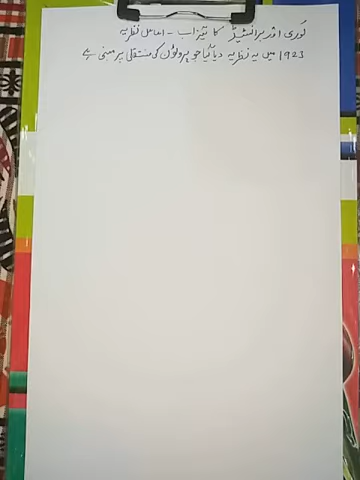 لوری اور برانسٹیڈ کا تیزاب - اساس نظریہ
1923 میں یہ نظریہ دیا گیا جو پروٹون کی منتقلی پر مبنی ہے